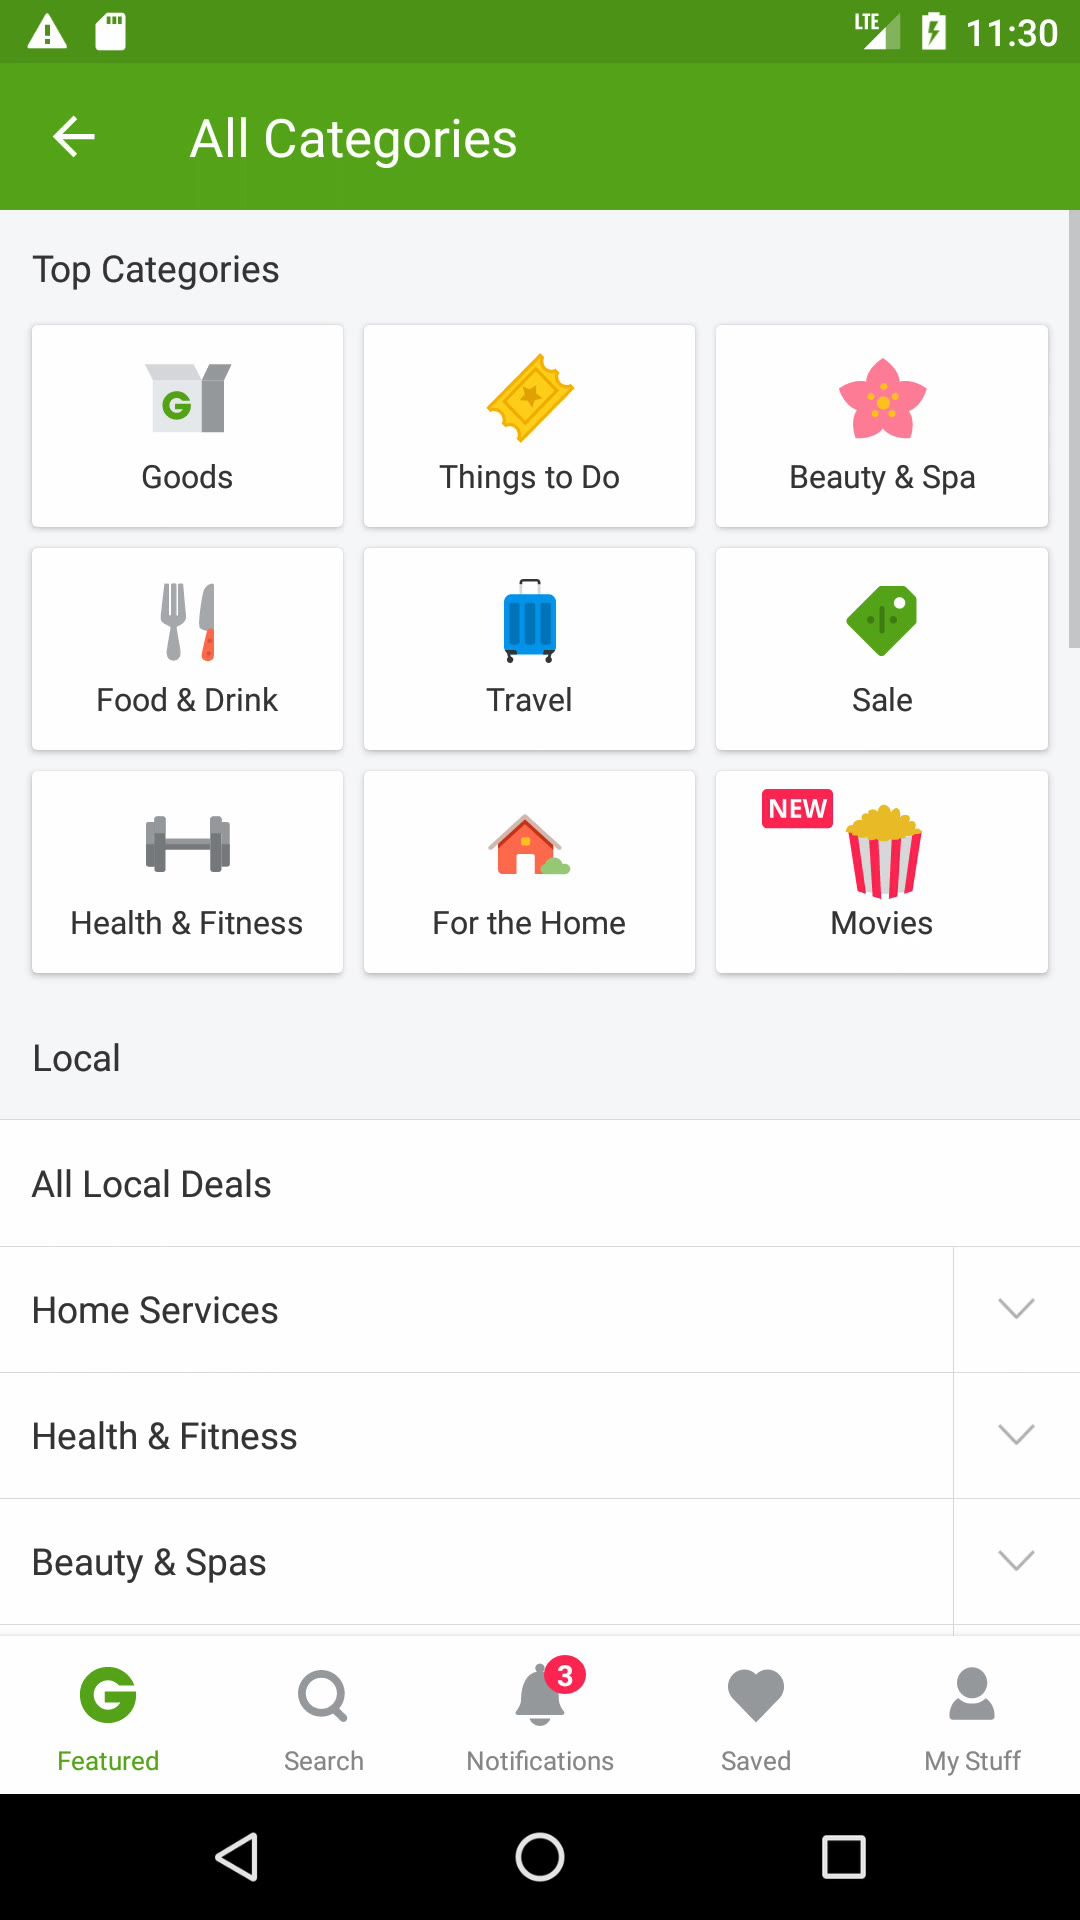 LTE 11:30
All Categories
Top Categories
Goods
Things to Do
Beauty & Spa
Food & Drink
Travel
Sale
Health & Fitness
For the Home
NEW
Movies
Local
All Local Deals
Home Services
Health & Fitness
Beauty & Spas
3
Featured
Search
Notifications
Saved
My Stuff